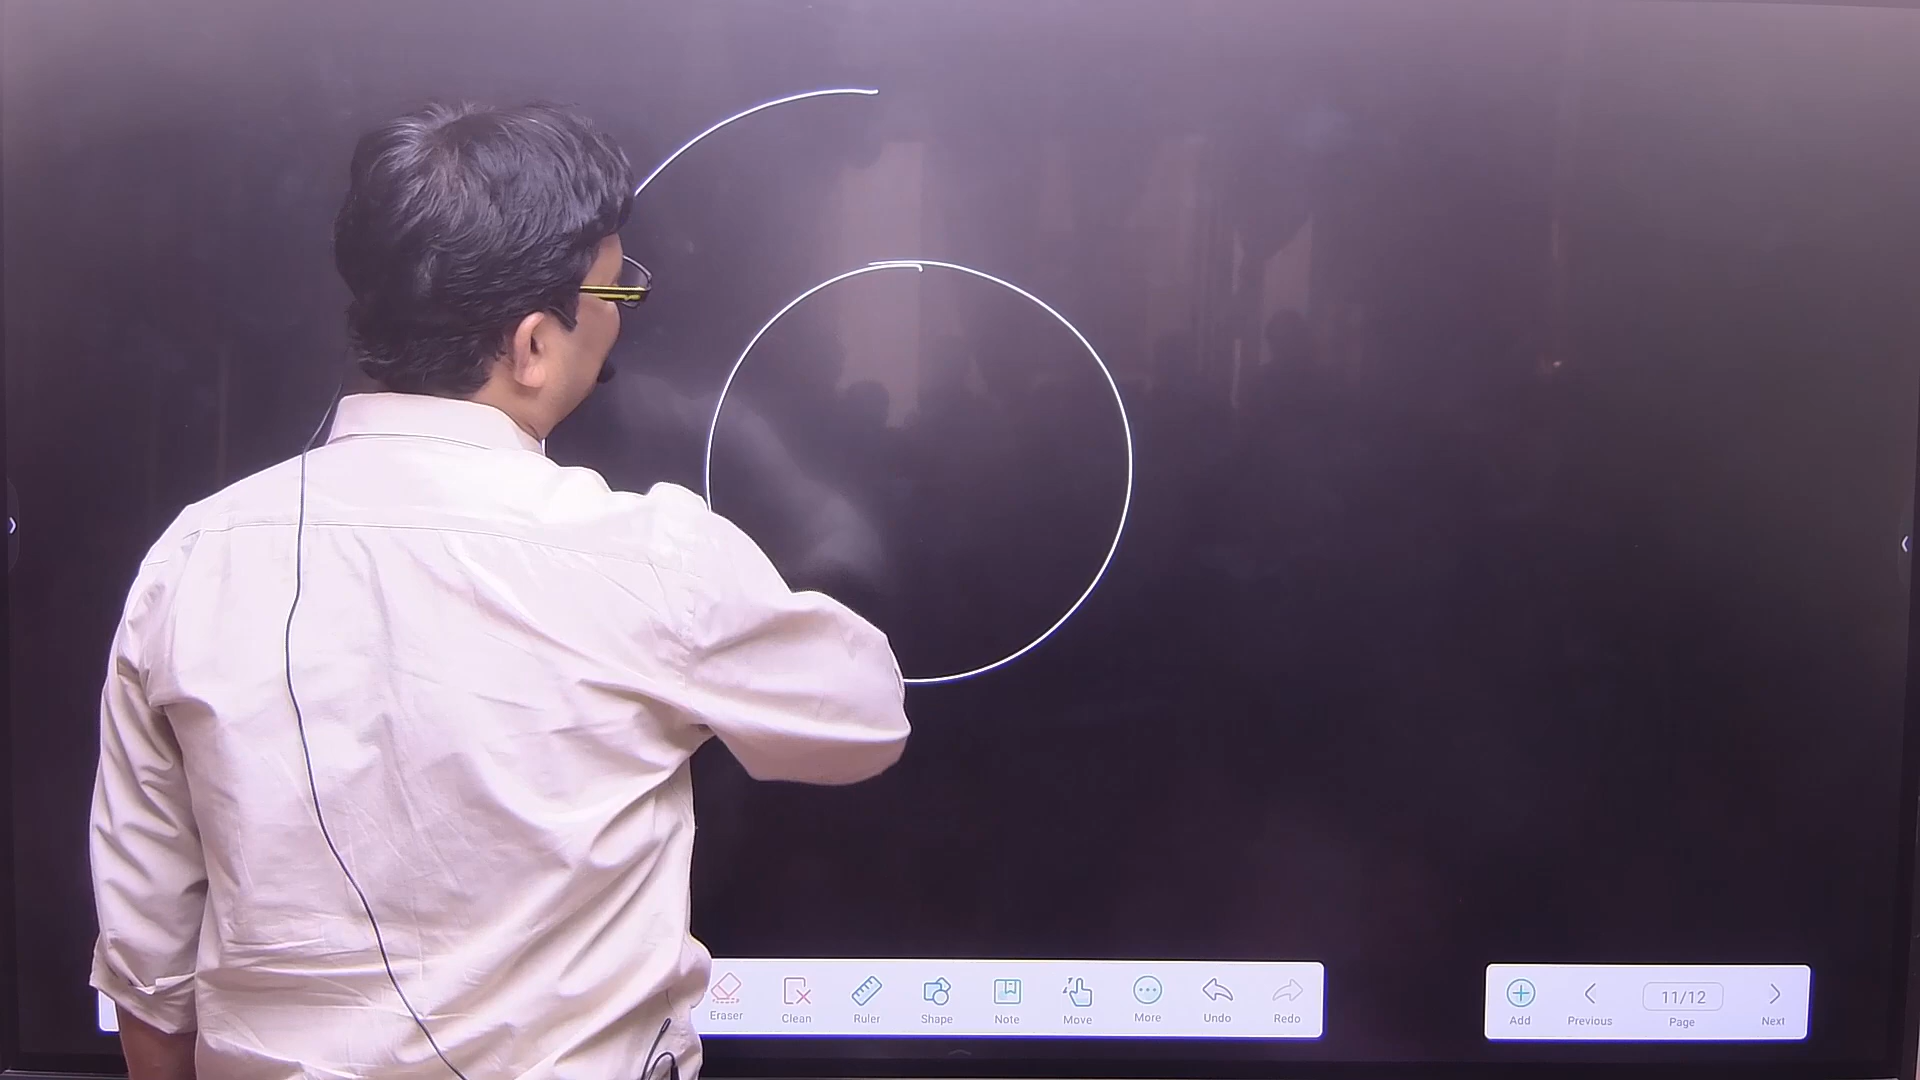 Eraser Clean Ruler Shape Note Move More Undo Redo
11/12
Add Previous Page Next